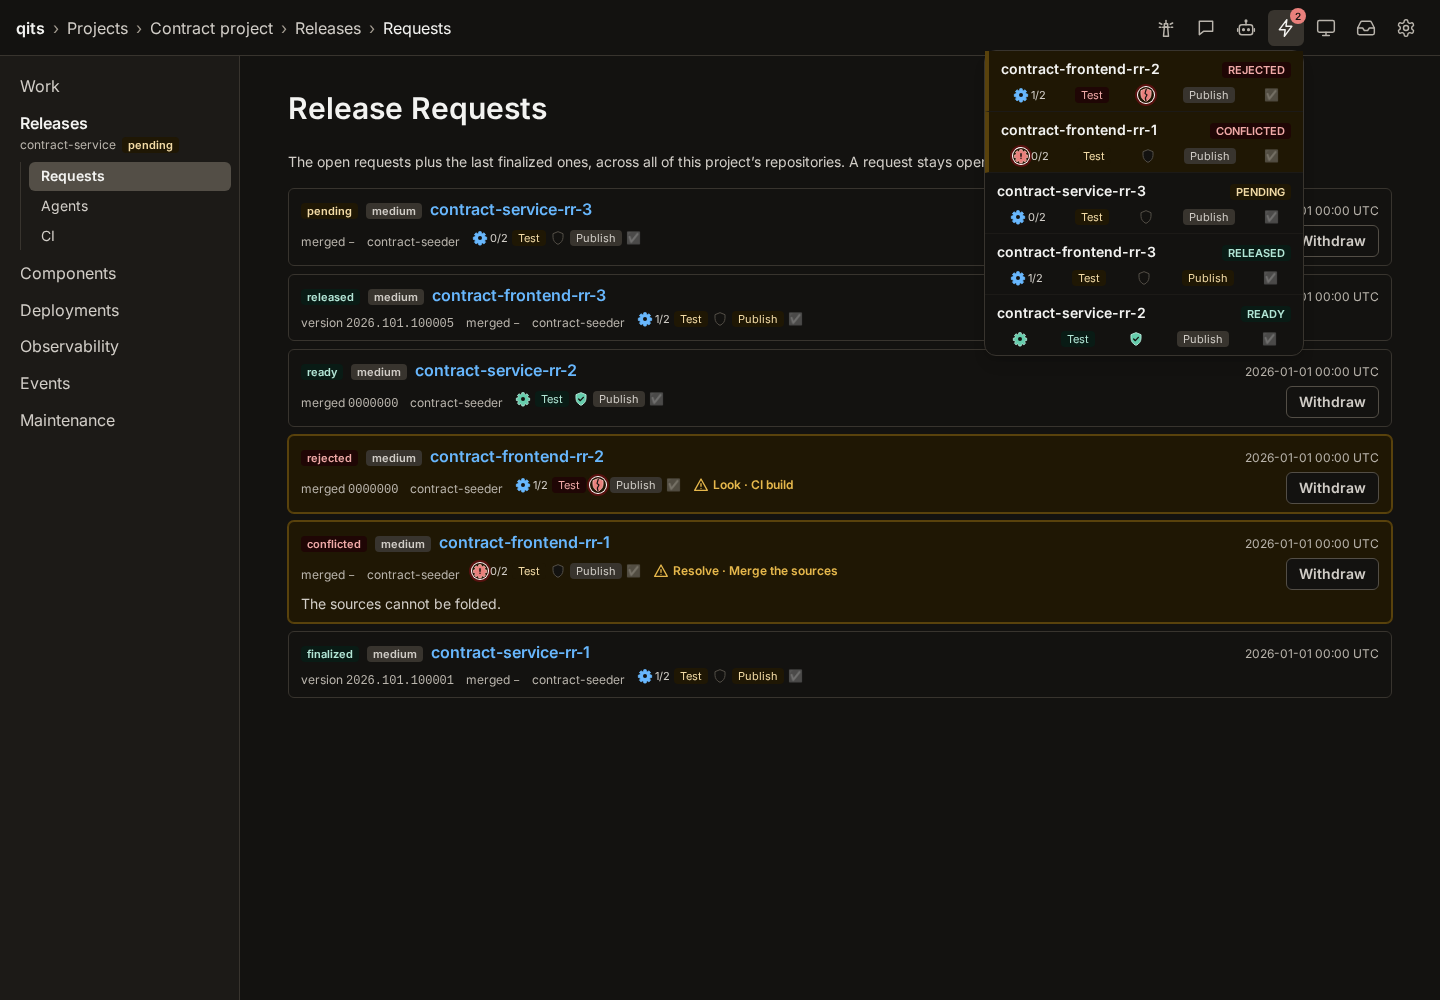 qits › Projects › Contract project › Releases › Requests
2
Work
Releases
contract-service pending
Requests
Agents
CI
Components
Deployments
Observability
Events
Maintenance
Release Requests
The open requests plus the last finalized ones, across all of this project's repositories. A request stays open
pending medium contract-service-rr-3
01 00:00 UTC
merged – contract-seeder 0/2 Test Publish
Withdraw
released medium contract-frontend-rr-3
01 00:00 UTC
version 2026.101.100005 merged – contract-seeder 1/2 Test Publish
ready medium contract-service-rr-2
2026-01-01 00:00 UTC
merged 0000000 contract-seeder Test Publish
Withdraw
rejected medium contract-frontend-rr-2
2026-01-01 00:00 UTC
merged 0000000 contract-seeder 1/2 Test Publish Look · CI build
Withdraw
conflicted medium contract-frontend-rr-1
2026-01-01 00:00 UTC
merged – contract-seeder 0/2 Test Publish Resolve · Merge the sources
Withdraw
The sources cannot be folded.
finalized medium contract-service-rr-1
2026-01-01 00:00 UTC
version 2026.101.100001 merged – contract-seeder 1/2 Test Publish
contract-frontend-rr-2 REJECTED
1/2 Test Publish
contract-frontend-rr-1 CONFLICTED
0/2 Test Publish
contract-service-rr-3 PENDING
0/2 Test Publish
contract-frontend-rr-3 RELEASED
1/2 Test Publish
contract-service-rr-2 READY
Test Publish